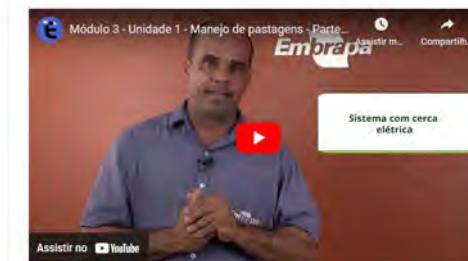 Módulo 3 - Unidade 1 - Manejo de pastagens - Parte...
Assistir m...
Compartilh...
Embrapa
Sistema com cerca
elétrica
Assistir no YouTube